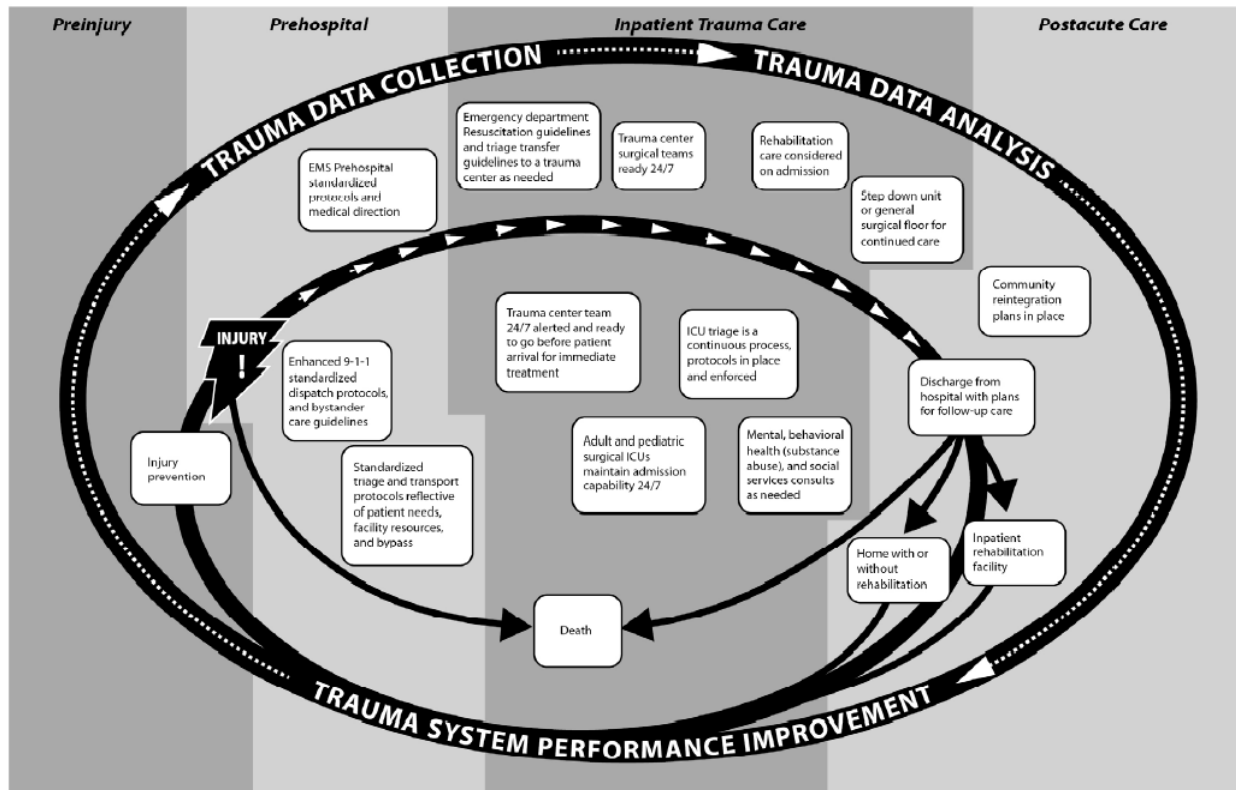 Preinjury
Prehospital
Inpatient Trauma Care
Postacute Care
TRAUMA DATA COLLECTION
TRAUMA DATA ANALYSIS
Emergency department
Resuscitation guidelines
and triage transfer
guidelines to a trauma
center as needed
Trauma center
surgical teams
ready 24/7
Rehabilitation
care considered
on admission
EMS Prehospital
standardized
protocols and
medical direction
Step down unit
or general
surgical floor for
continued care
Community
reintegration
plans in place
Trauma center team
24/7 alerted and ready
to go before patient
arrival for immediate
treatment
ICU triage is a
continuous process,
protocols in place
and enforced
INJURY
!
Enhanced 9-1-1
standardized
dispatch protocols,
and bystander
care guidelines
Discharge from
hospital with plans
for follow-up care
Injury
prevention
Standardized
triage and transport
protocols reflective
of patient needs,
facility resources,
and bypass
Adult and pediatric
surgical ICUs
maintain admission
capability 24/7
Mental, behavioral
health (substance
abuse), and social
services consults
as needed
Home with or
without
rehabilitation
Inpatient
rehabilitation
facility
Death
TRAUMA SYSTEM PERFORMANCE IMPROVEMENT